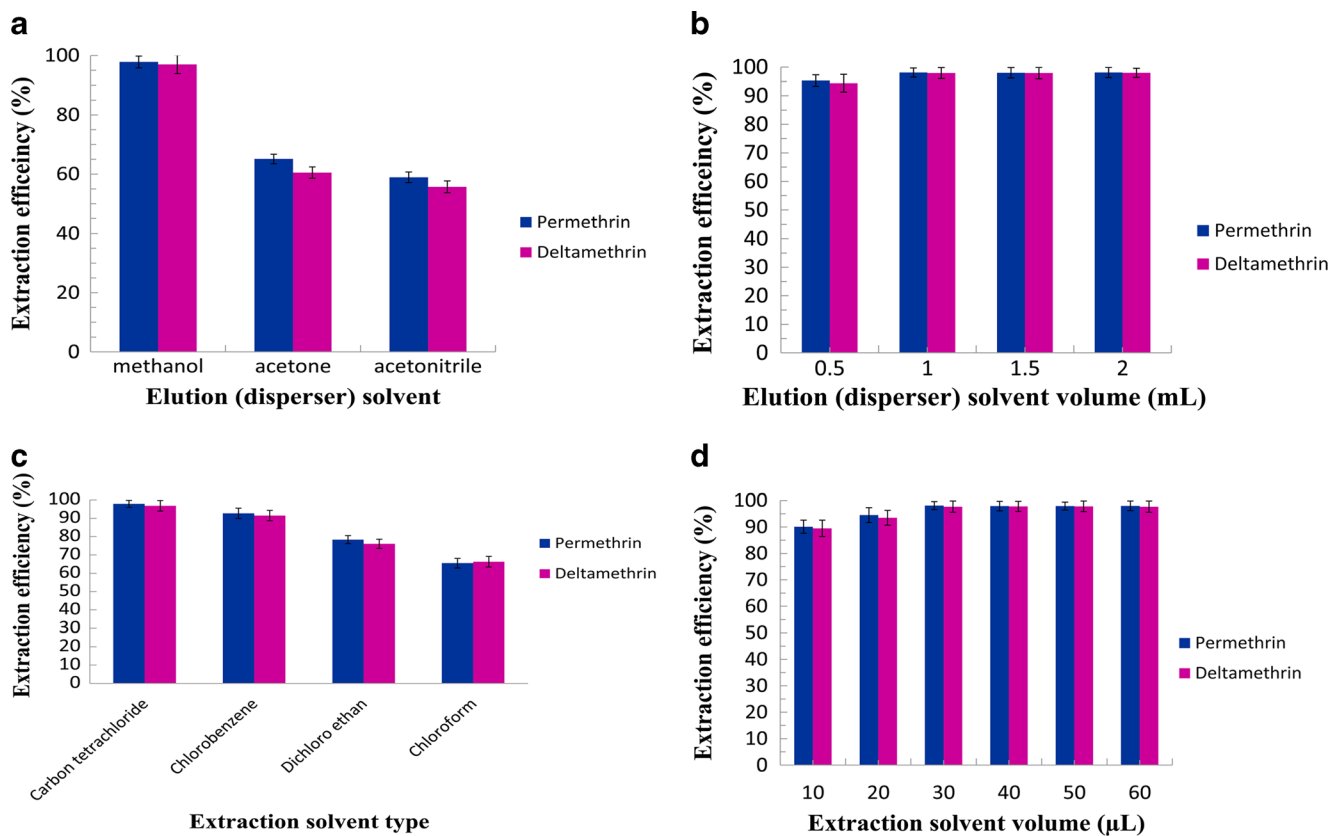 a
Extraction efficeincy (%)
100
80
60
40
20
0
methanol acetone acetonitrile
Elution (disperser) solvent
Permethrin
Deltamethrin
b
Extraction efficeincy (%)
100
90
80
70
60
50
40
30
20
10
0
0.5 1 1.5 2
Elution (disperser) solvent volume (mL)
Permethrin
Deltamethrin
c
Extraction efficiency (%)
100
90
80
70
60
50
40
30
20
10
0
Carbon tetrachloride
Chlorobenzene
Dichloro ethan
Chloroform
Extraction solvent type
Permethrin
Deltamethrin
d
Extraction efficiency (%)
100
90
80
70
60
50
40
30
20
10
0
10 20 30 40 50 60
Extraction solvent volume (µL)
Permethrin
Deltamethrin